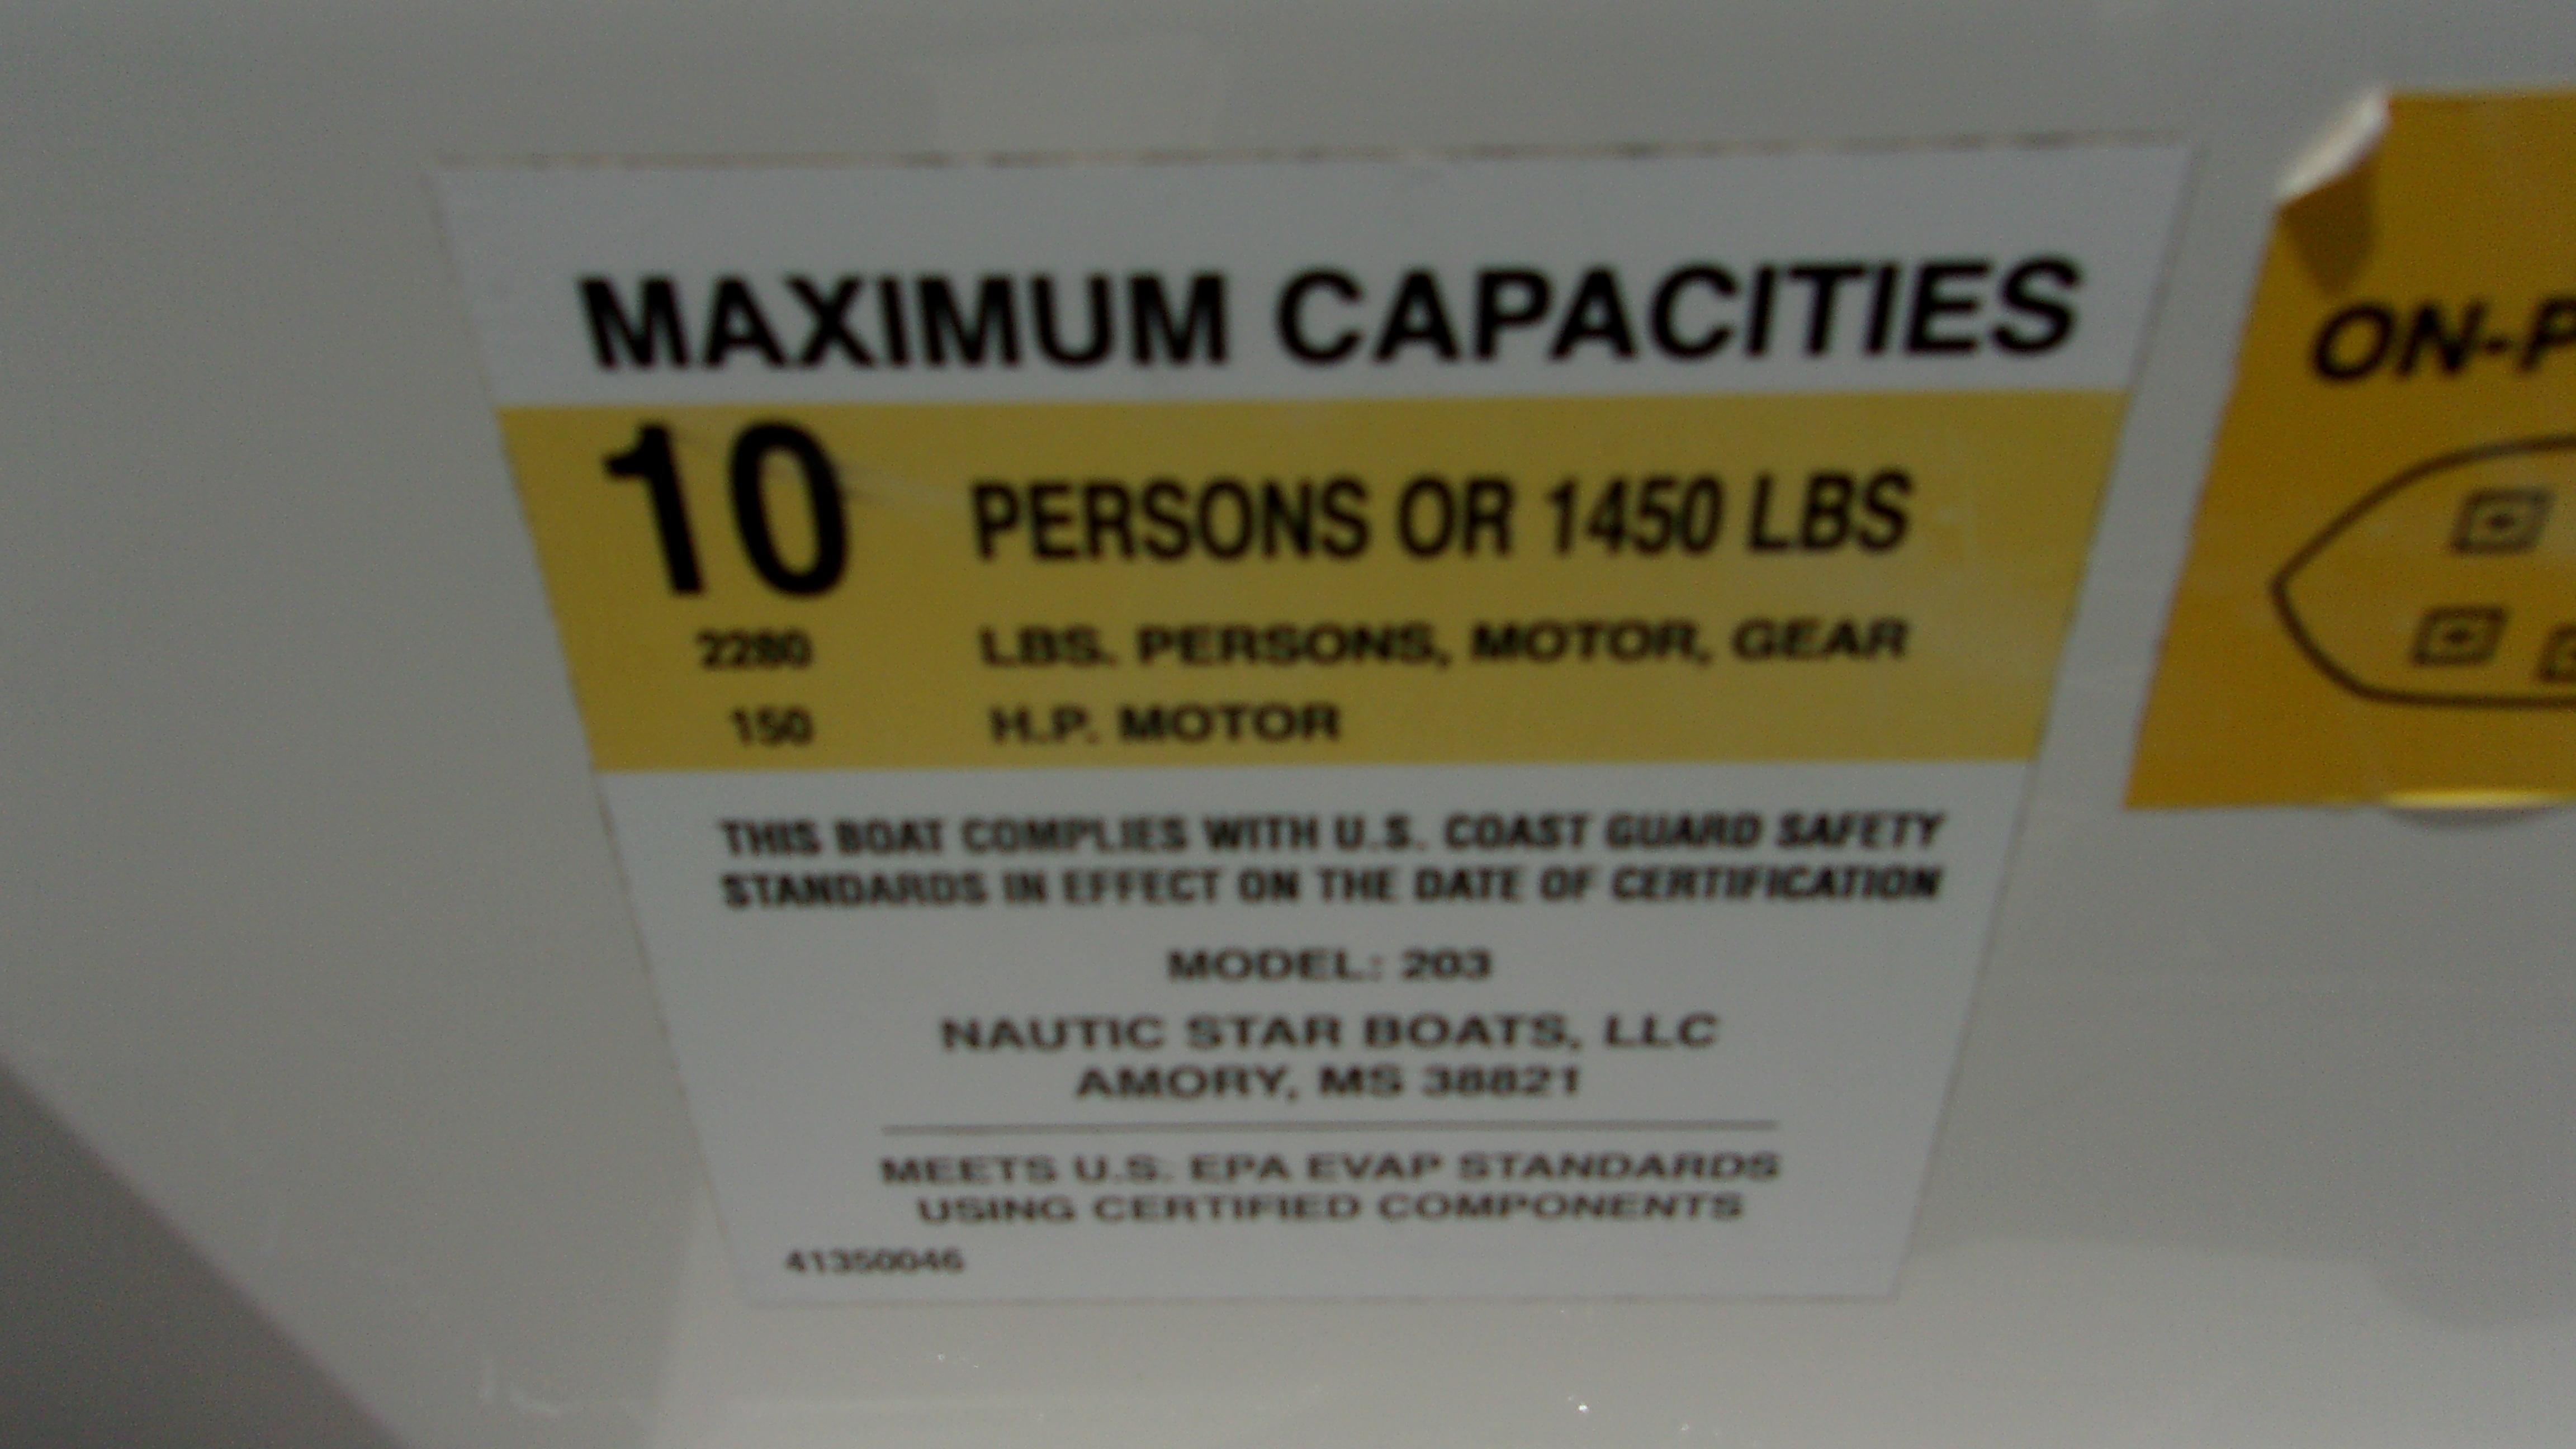 MAXIMUM CAPACITIES
10 PERSONS OR 1450 LBS
2280 LBS. PERSONS, MOTOR, GEAR
150 H.P. MOTOR
THIS BOAT COMPLIES WITH U.S. COAST GUARD SAFETY
STANDARDS IN EFFECT ON THE DATE OF CERTIFICATION
MODEL: 203
NAUTIC STAR BOATS, LLC
AMORY, MS 38821
MEETS U.S. EPA EVAP STANDARDS
USING CERTIFIED COMPONENTS
41350046
ON-P